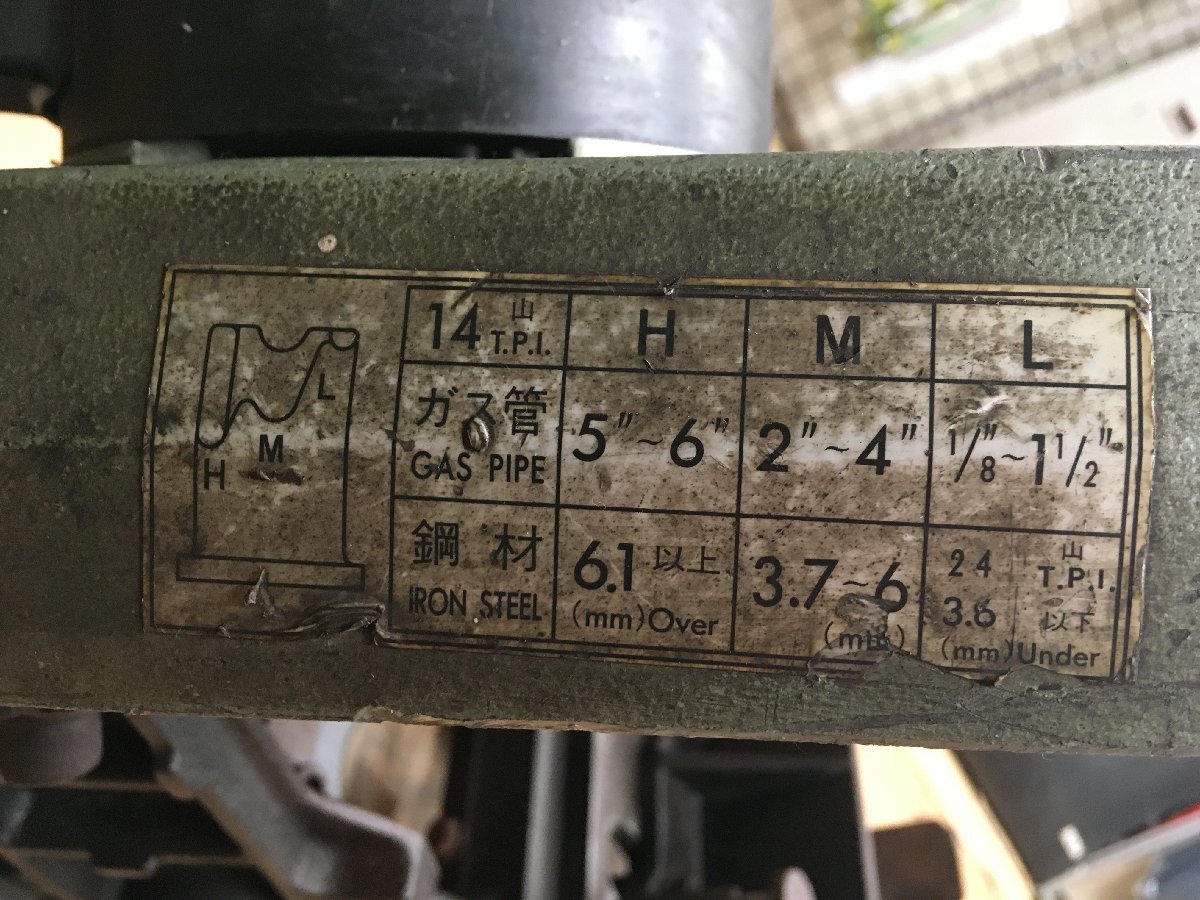 14 山 T.P.I. H M L
ガス管
GAS PIPE
5"~6" 2"~4" 1/8"~1 1/2"
鋼材
IRON STEEL
6.1 以上
(mm) Over
3.7~6
(mm)
24 山 T.P.I.
3.6 以下
(mm) Under
L
M
H